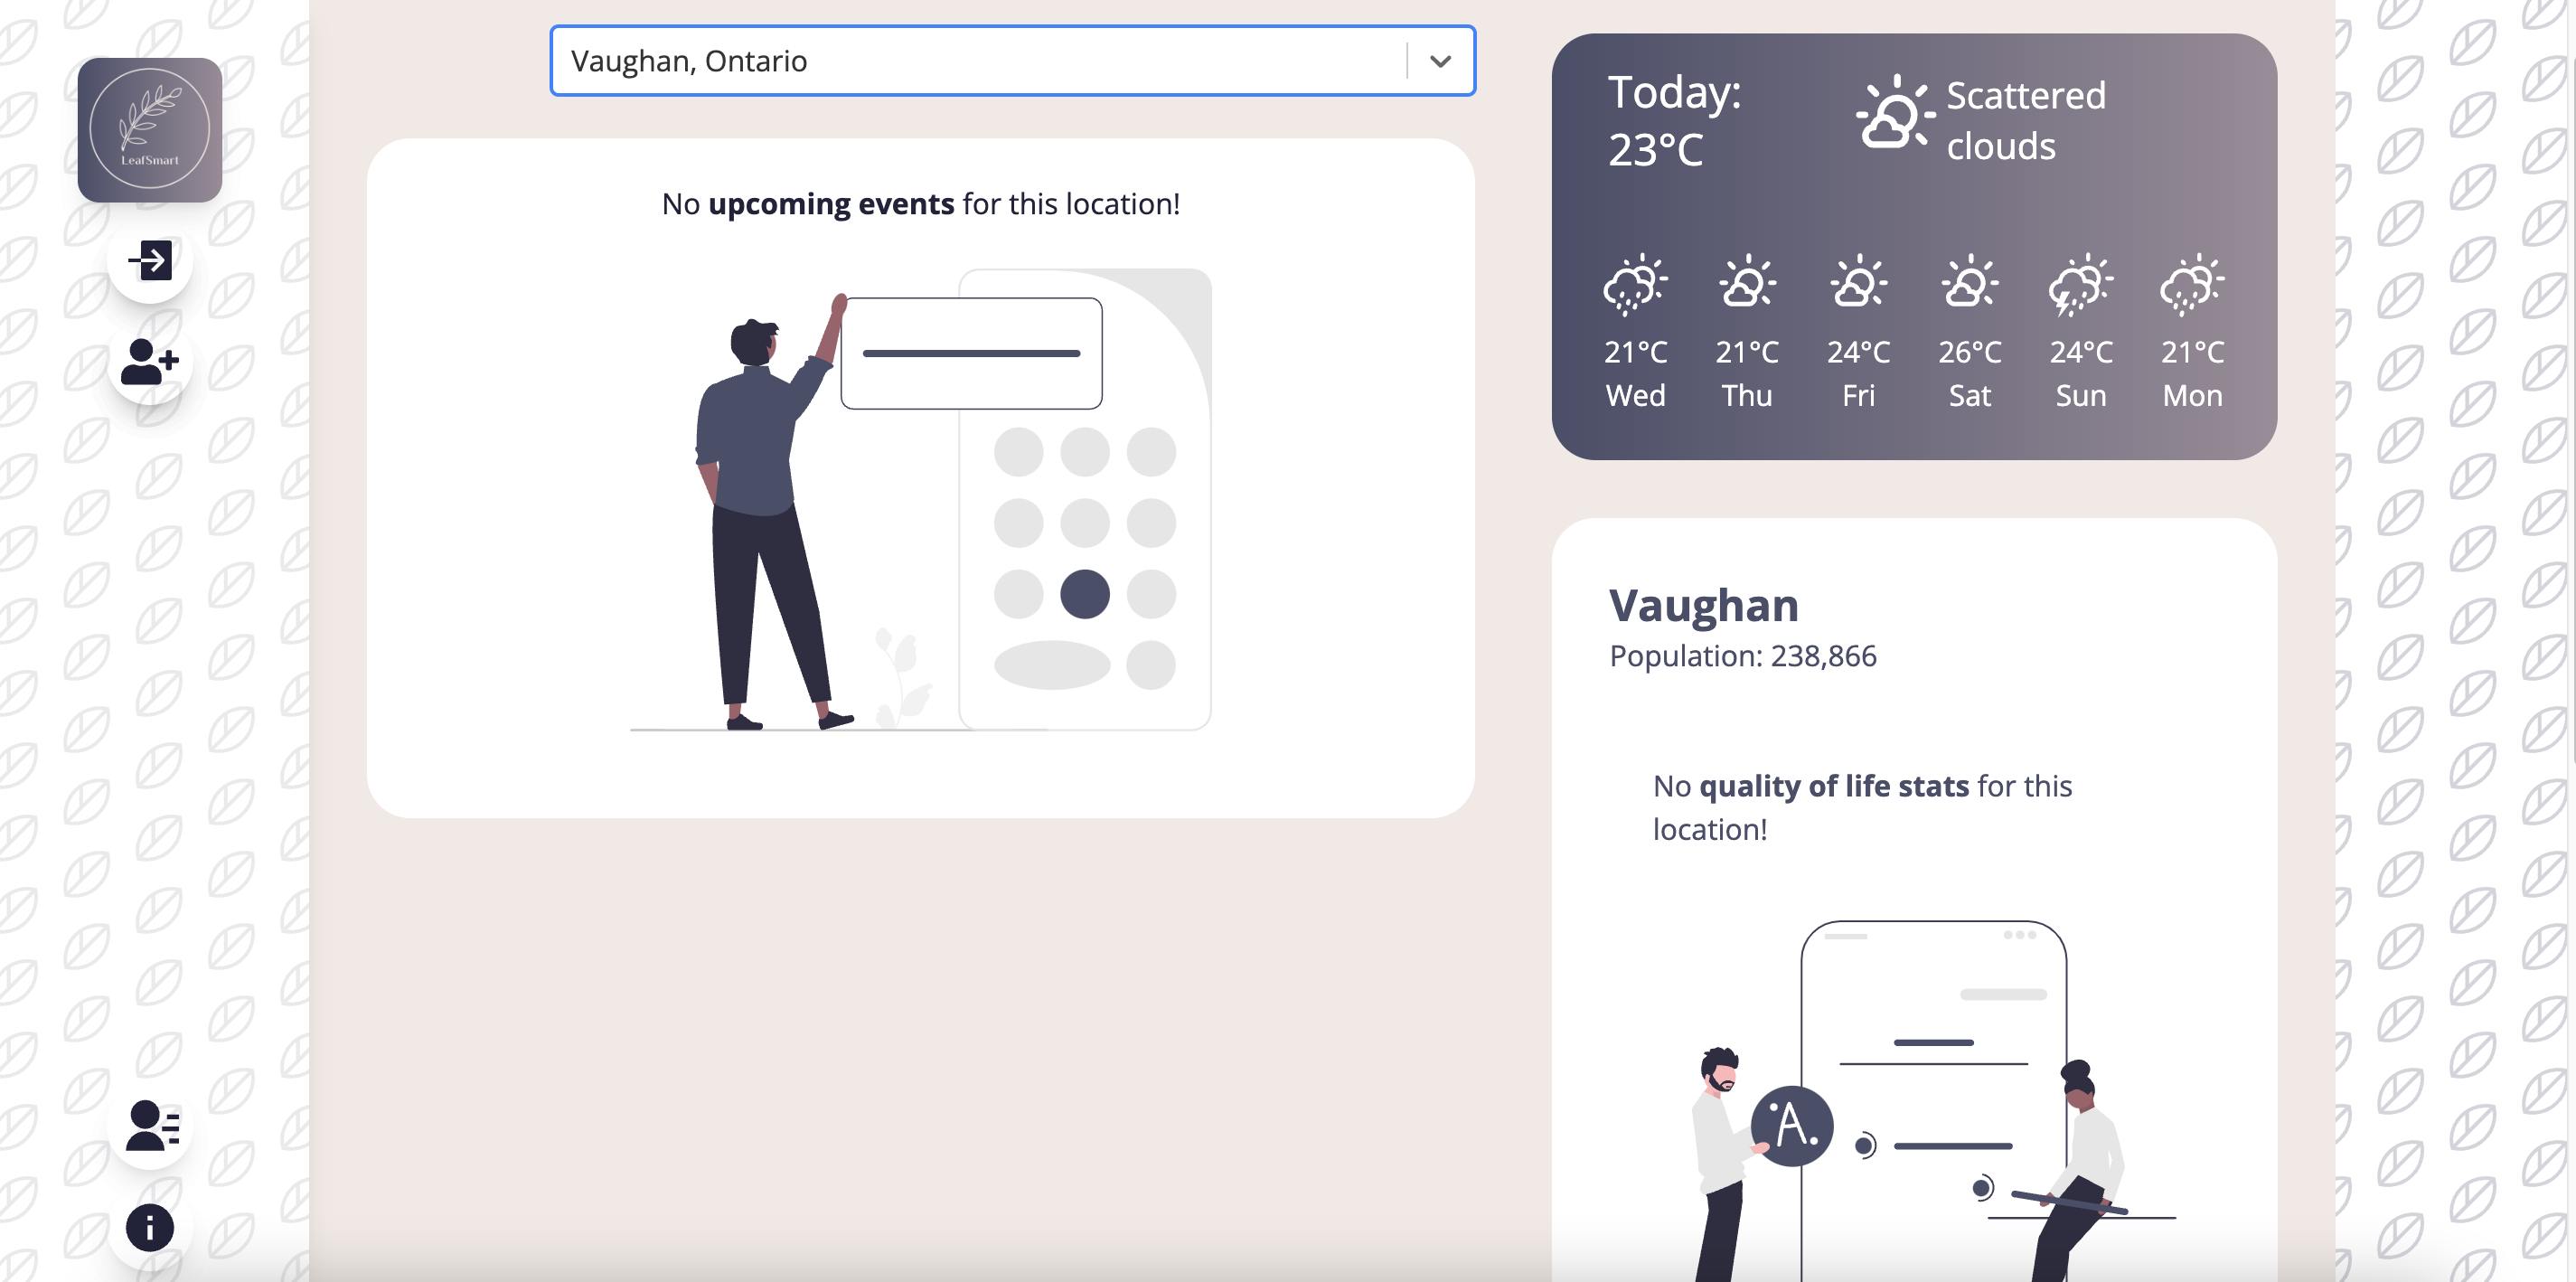 Vaughan, Ontario
LeafSmart
No upcoming events for this location!
Today:
23°C
Scattered
clouds
21°C 21°C 24°C 26°C 24°C 21°C
Wed Thu Fri Sat Sun Mon
Vaughan
Population: 238,866
No quality of life stats for this
location!
A.